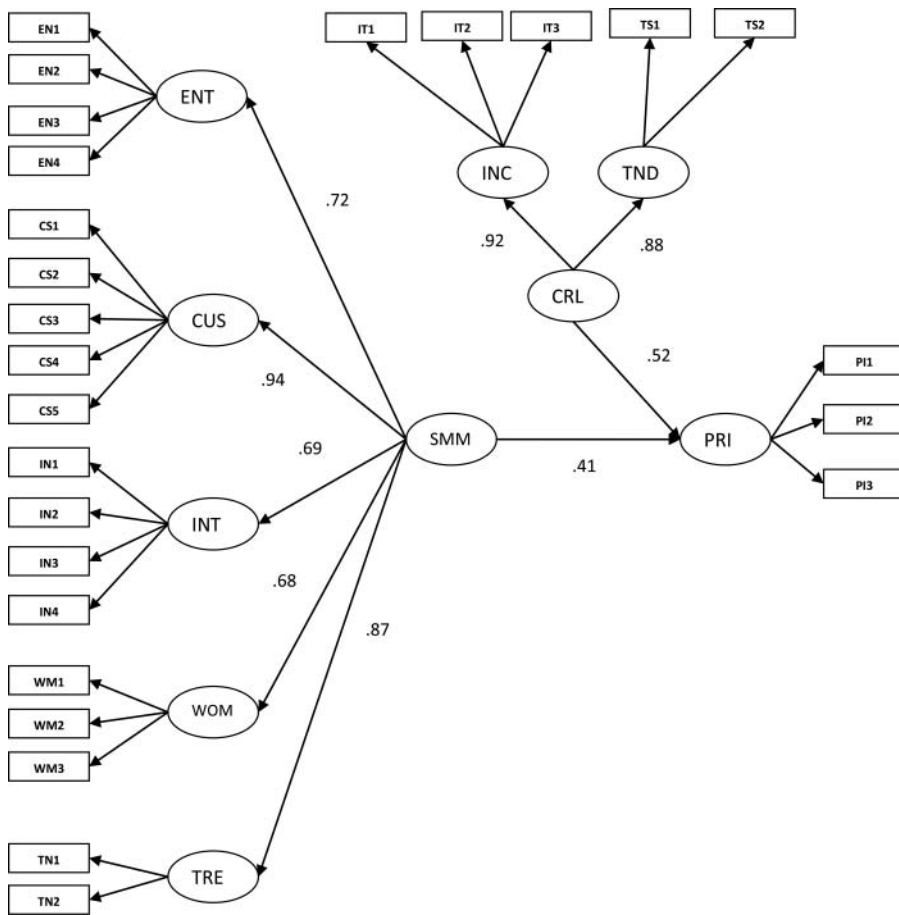 EN1
EN2
EN3
EN4
ENT
IT1
IT2
IT3
TS1
TS2
INC
TND
.72
.92
.88
CRL
CS1
CS2
CS3
CS4
CS5
CUS
.94
.52
.69
SMM
.41
PRI
PI1
PI2
PI3
IN1
IN2
IN3
IN4
INT
.68
.87
WM1
WM2
WM3
WOM
TN1
TN2
TRE